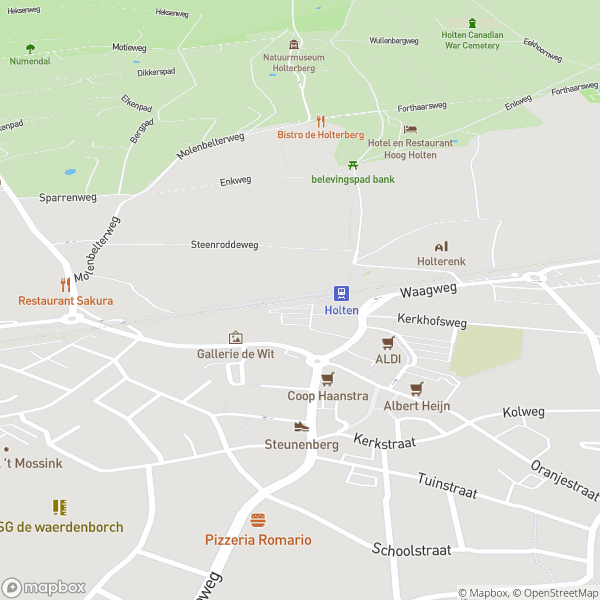 Heksenweg
Heksenweg
Holten Canadian
War Cemetery
Motieweg
Wullenbergweg
Eekhoornweg
Numendal
Natuurmuseum
Holterberg
Dikkerspad
Forthaarsweg
Eikenpad
Forthaarsweg
Enkweg
enpad
Bergpad
Bistro de Holterberg
Molenbelterweg
Hotel en Restaurant
Hoog Holten
Enkweg
belevingspad bank
Sparrenweg
Steenroddeweg
Molenbelterweg
Holterenk
Restaurant Sakura
Waagweg
Holten
Kerkhofsweg
Gallerie de Wit
ALDI
Coop Haanstra
Albert Heijn
Kolweg
Steunenberg
Kerkstraat
't Mossink
Oranjestraat
Tuinstraat
SG de waerdenborch
Pizzeria Romario
Schoolstraat
weg
mapbox
© Mapbox, © OpenStreetMap